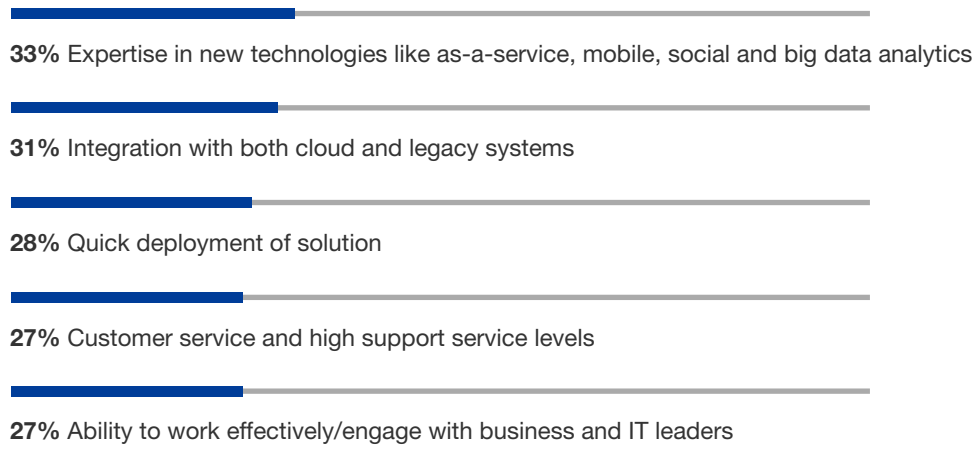 33% Expertise in new technologies like as-a-service, mobile, social and big data analytics
31% Integration with both cloud and legacy systems
28% Quick deployment of solution
27% Customer service and high support service levels
27% Ability to work effectively/engage with business and IT leaders